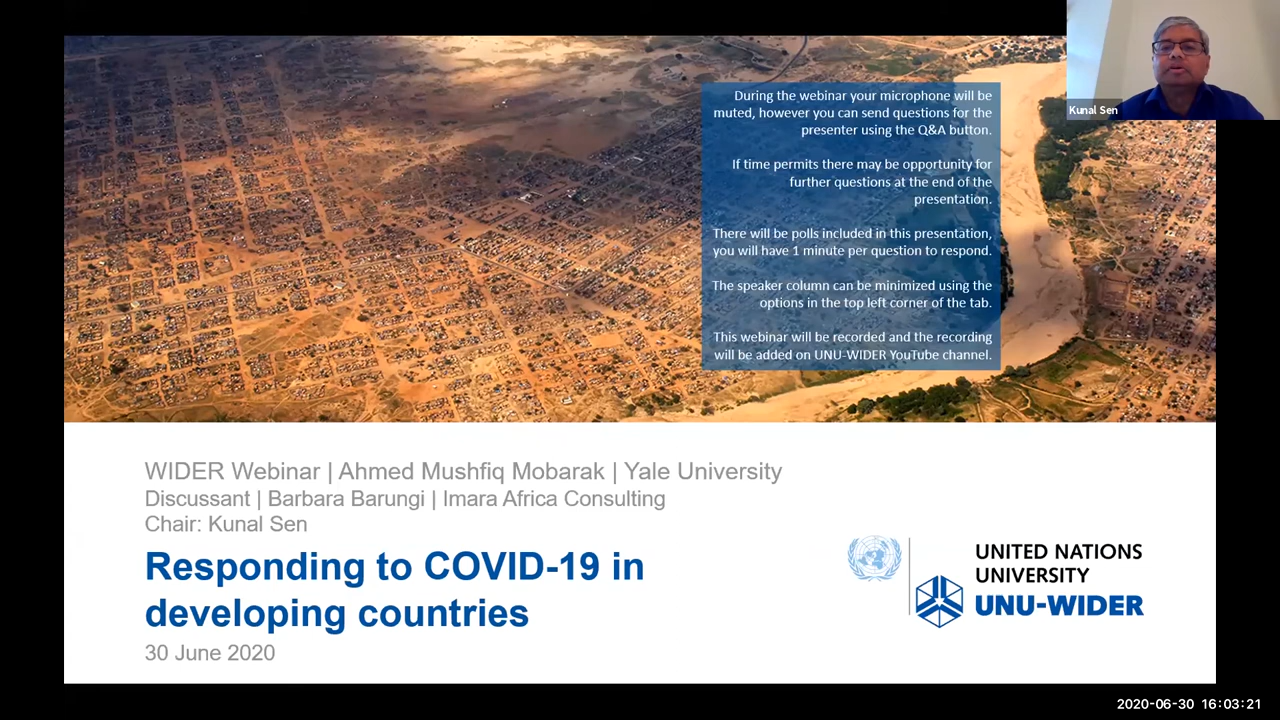 During the webinar your microphone will be
muted, however you can send questions for the
presenter using the Q&A button.
If time permits there may be opportunity for
further questions at the end of the
presentation.
There will be polls included in this presentation,
you will have 1 minute per question to respond.
The speaker column can be minimized using the
options in the top left corner of the tab.
This webinar will be recorded and the recording
will be added on UNU-WIDER YouTube channel.
Kunal Sen
WIDER Webinar | Ahmed Mushfiq Mobarak | Yale University
Discussant | Barbara Barungi | Imara Africa Consulting
Chair: Kunal Sen
Responding to COVID-19 in
developing countries
30 June 2020
UNITED NATIONS
UNIVERSITY
UNU-WIDER
2020-06-30 16:03:21